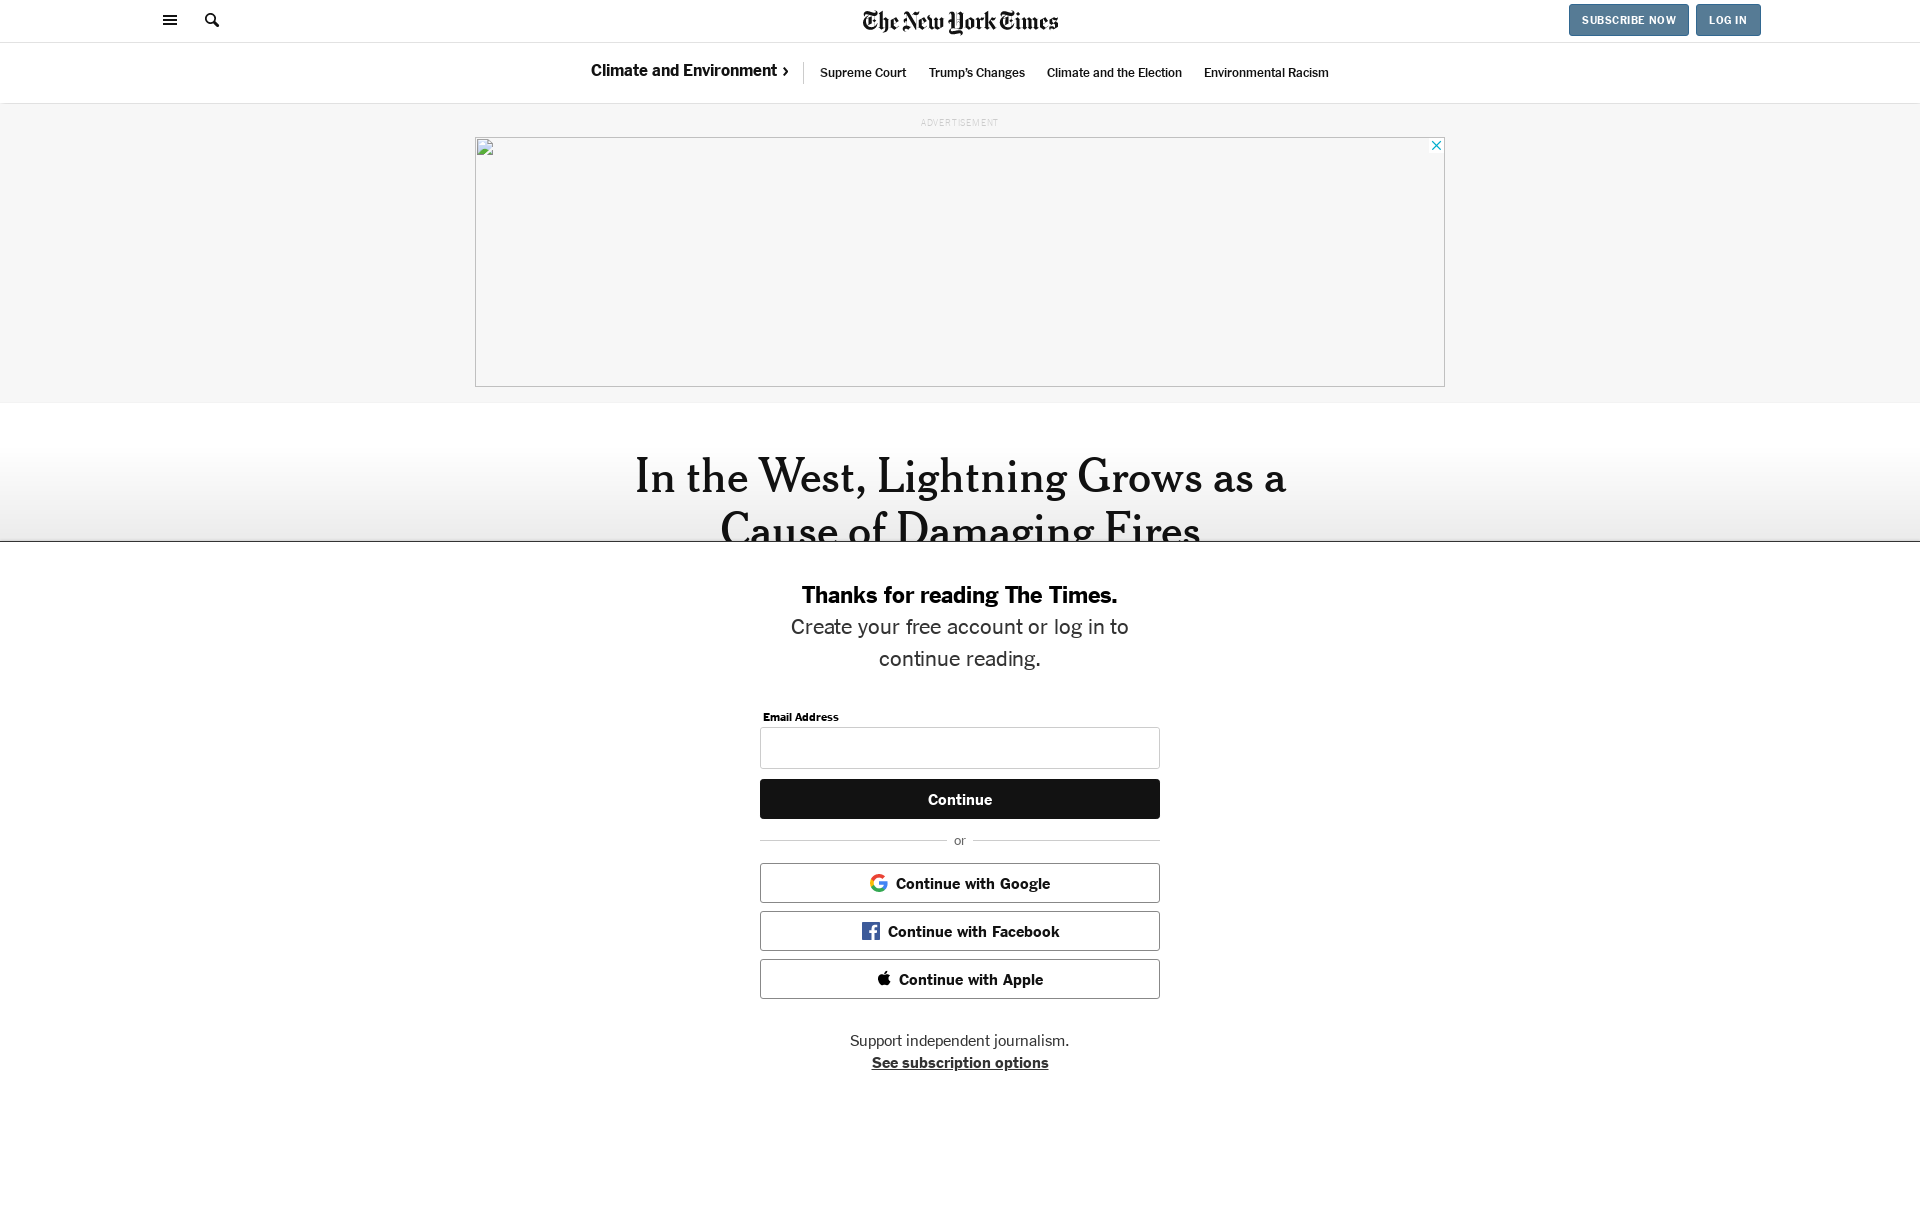 The New York Times
SUBSCRIBE NOW
LOG IN
Climate and Environment ›
Supreme Court
Trump's Changes
Climate and the Election
Environmental Racism
ADVERTISEMENT
In the West, Lightning Grows as a
Cause of Damaging Fires
Thanks for reading The Times.
Create your free account or log in to
continue reading.
Email Address
Continue
or
Continue with Google
Continue with Facebook
Continue with Apple
Support independent journalism.
See subscription options